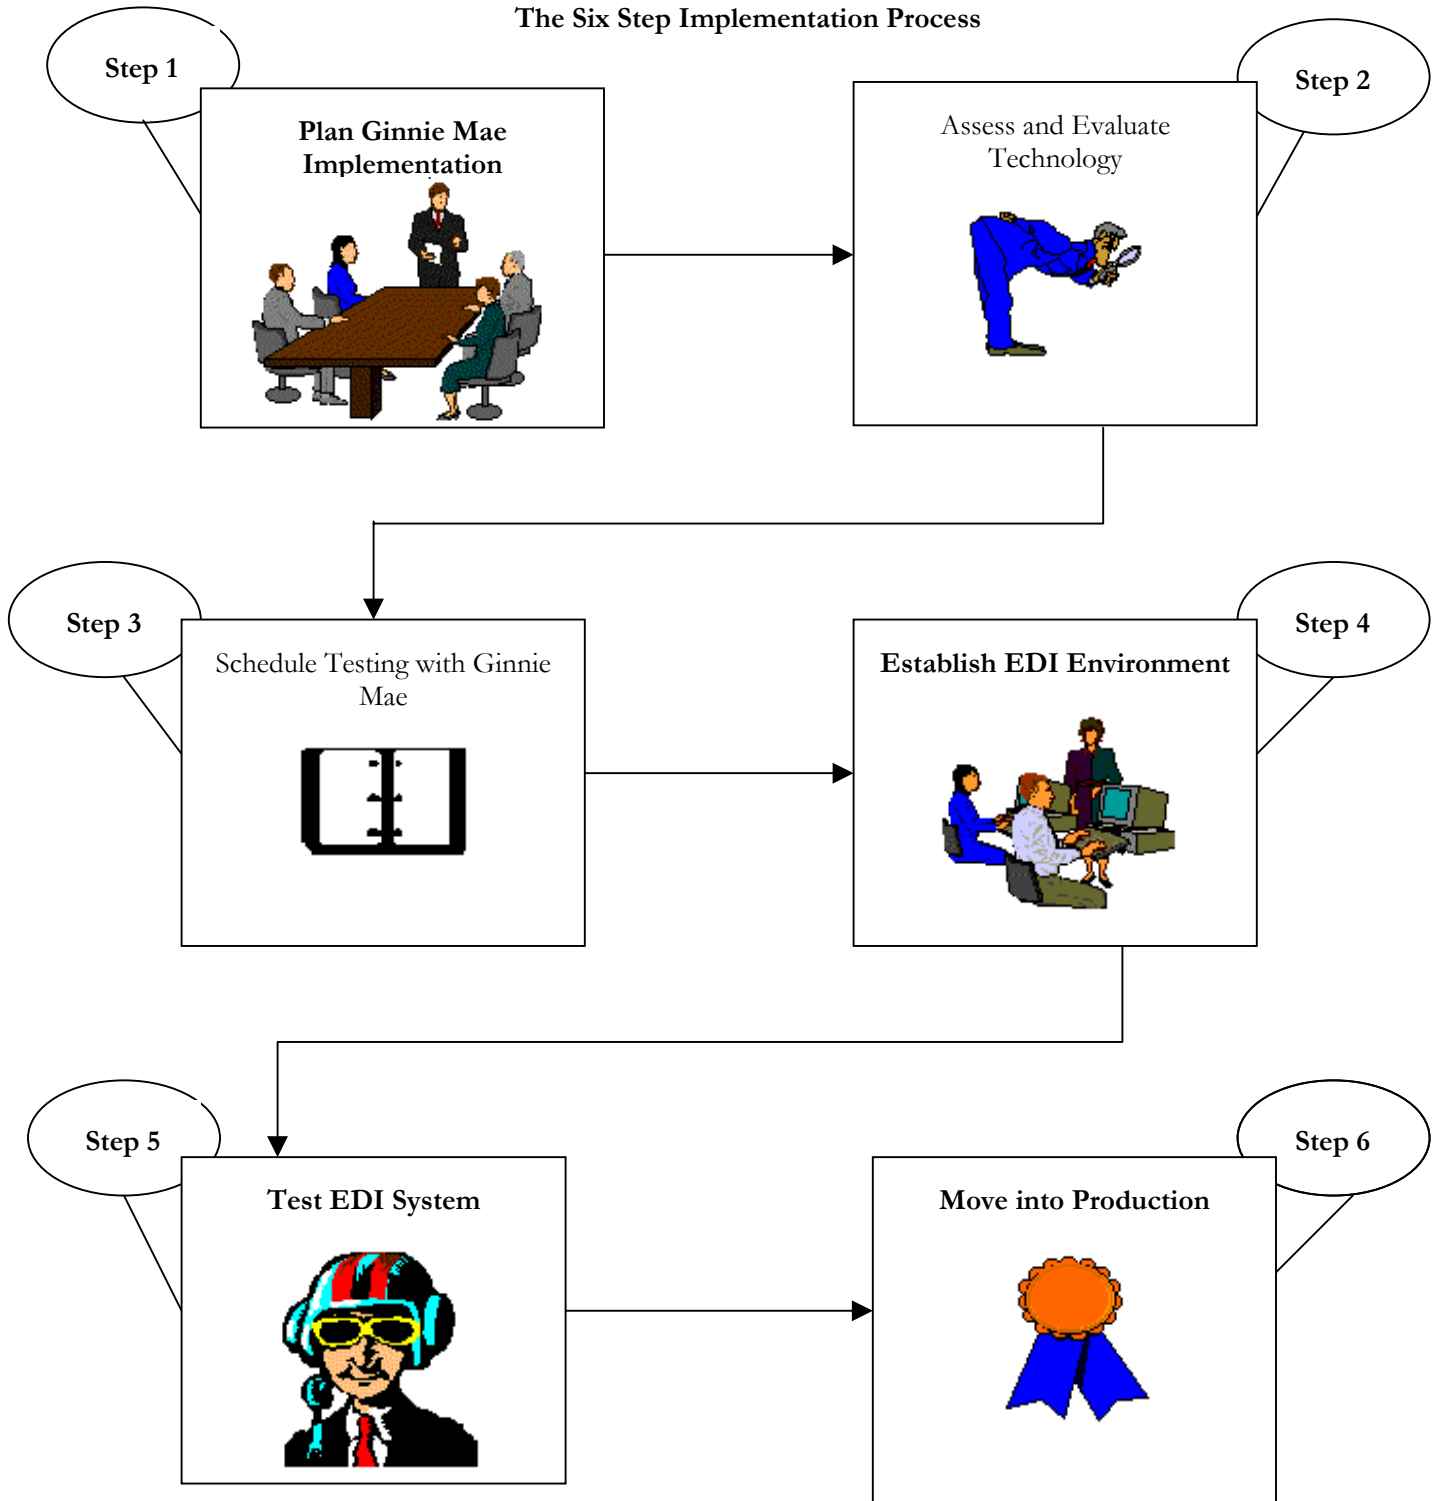 The Six Step Implementation Process
Step 1
Plan Ginnie Mae
Implementation
Step 2
Assess and Evaluate
Technology
Step 3
Schedule Testing with Ginnie
Mae
Step 4
Establish EDI Environment
Step 5
Test EDI System
Step 6
Move into Production